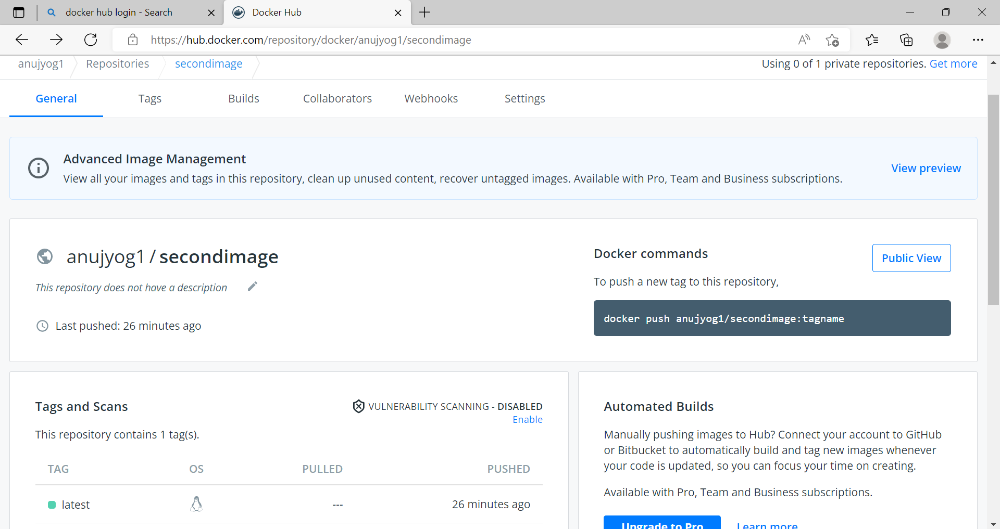 docker hub login - Search
Docker Hub
https://hub.docker.com/repository/docker/anujyog1/secondimage
anujyog1
Repositories
secondimage
Using 0 of 1 private repositories. Get more
General
Tags
Builds
Collaborators
Webhooks
Settings
Advanced Image Management
View all your images and tags in this repository, clean up unused content, recover untagged images. Available with Pro, Team and Business subscriptions.
View preview
anujyog1 / secondimage
This repository does not have a description
Last pushed: 26 minutes ago
Docker commands
Public View
To push a new tag to this repository,
docker push anujyog1/secondimage:tagname
Tags and Scans
VULNERABILITY SCANNING - DISABLED
Enable
This repository contains 1 tag(s).
TAG OS PULLED PUSHED
latest --- 26 minutes ago
Automated Builds
Manually pushing images to Hub? Connect your account to GitHub
or Bitbucket to automatically build and tag new images whenever
your code is updated, so you can focus your time on creating.
Available with Pro, Team and Business subscriptions.
Upgrade to Pro
Learn more